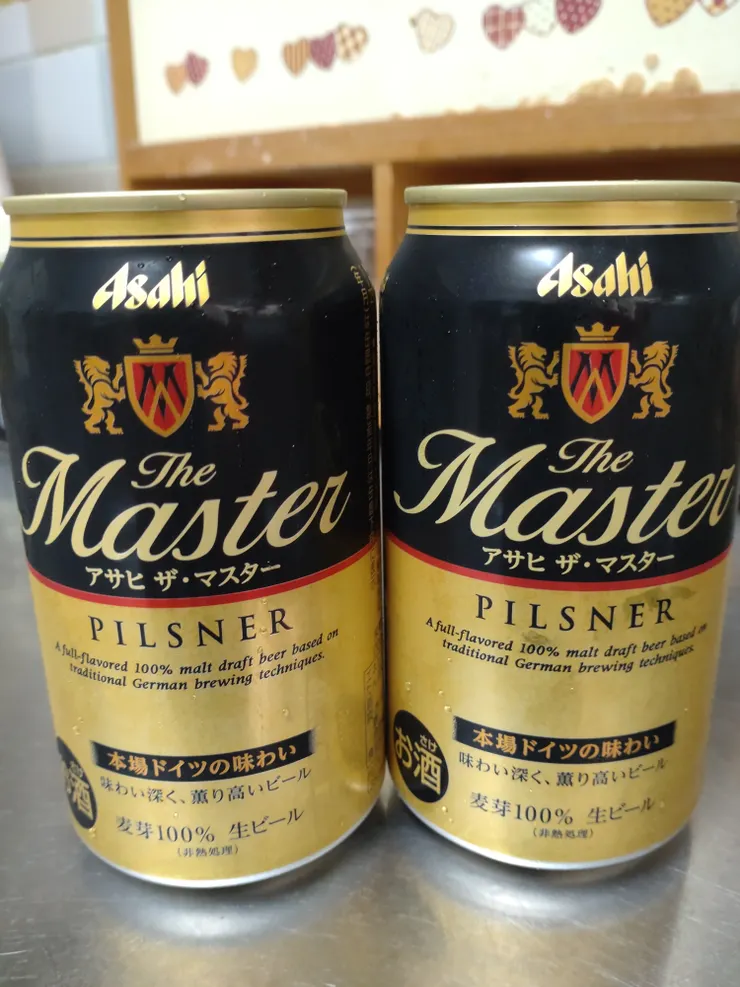 Asahi
The
Master
アサヒ ザ・マスター
PILSNER
A full-flavored 100% malt draft beer based on
traditional German brewing techniques.
本場ドイツの味わい
味わい深く、薫り高いビール
お酒
麦芽100% 生ビール
(非熱処理)
Asahi
The
Master
アサヒ ザ・マスター
PILSNER
A full-flavored 100% malt draft beer based on
traditional German brewing techniques.
さけ
お酒
本場ドイツの味わい
味わい深く、薫り高いビール
麦芽100% 生ビール
(非熱処理)